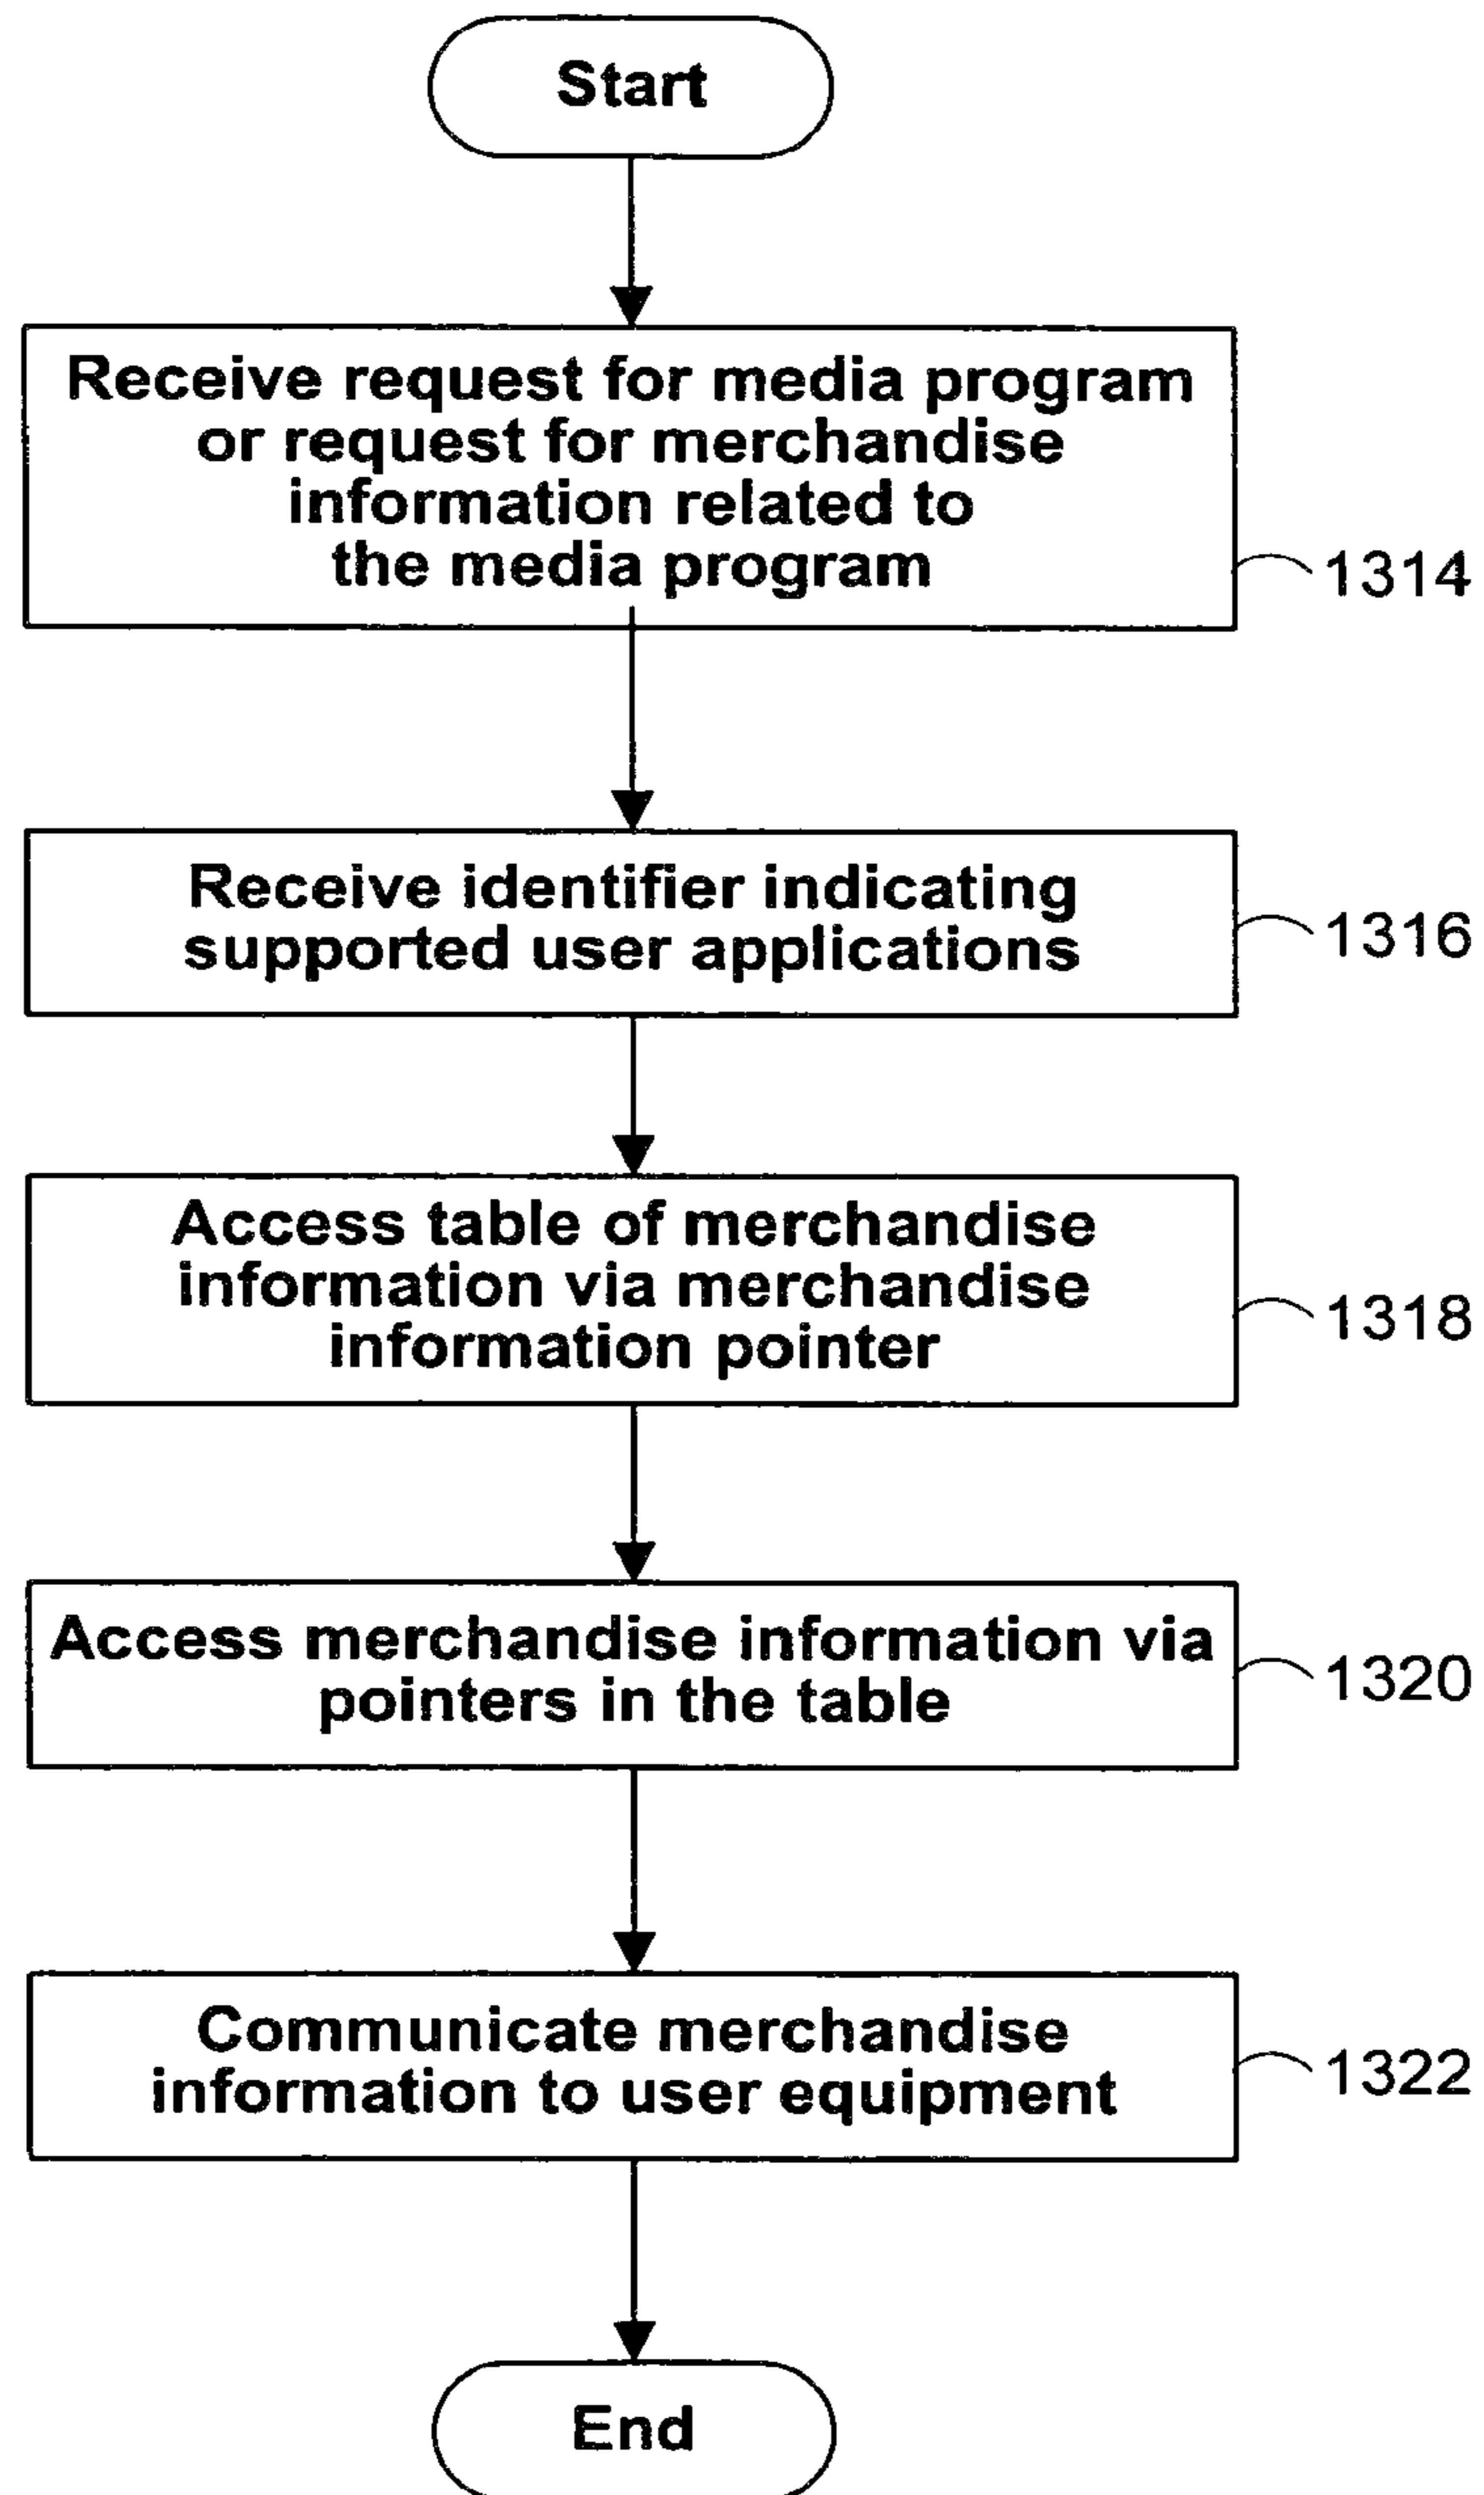 Start
Receive request for media program
or request for merchandise
information related to
the media program
1314
Receive identifier indicating
supported user applications
1316
Access table of merchandise
information via merchandise
information pointer
1318
Access merchandise information via
pointers in the table
1320
Communicate merchandise
information to user equipment
1322
End